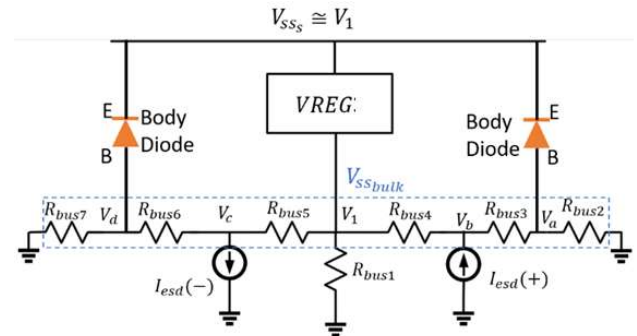 V_{ss_s} ≅ V_1
VREG:
E Body
Diode
B
Body E
Diode B
V_{ss_{bulk}}
R_{bus7} V_d R_{bus6} V_c R_{bus5} V_1 R_{bus4} V_b R_{bus3} V_a R_{bus2}
I_{esd}(−) R_{bus1} I_{esd}(+)